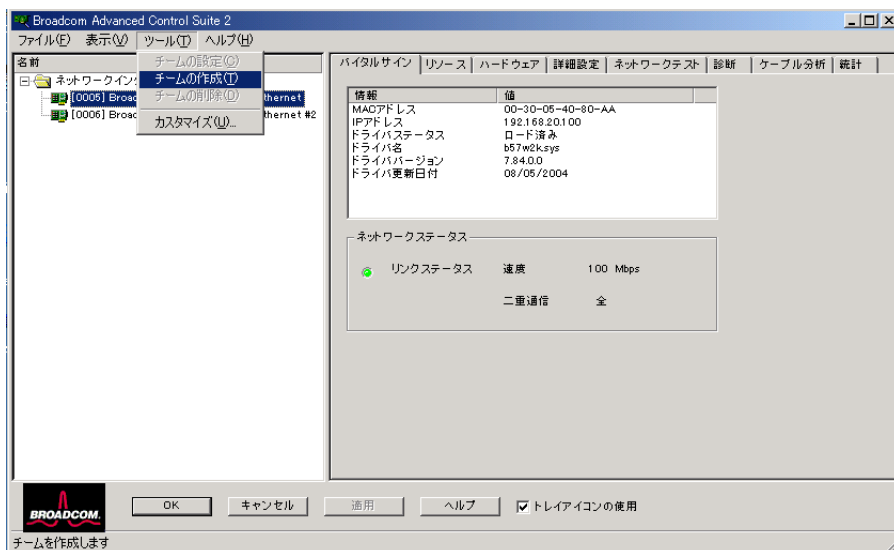 Broadcom Advanced Control Suite 2
ファイル(F) 表示(V) ツール(T) ヘルプ(H)
チームの設定(C)
チームの作成(T)
チームの削除(D)
カスタマイズ(U)...
名前
ネットワークイン
[0005] Broa thernet
[0006] Broac thernet #2
バイタルサイン リソース ハードウェア 詳細設定 ネットワークテスト 診断 ケーブル分析 統計
情報 値
MACアドレス 00-30-05-40-80-AA
IPアドレス 192.168.20.100
ドライバステータス ロード済み
ドライバ名 b57w2k.sys
ドライババージョン 7.84.0.0
ドライバ更新日付 08/05/2004
ネットワークステータス
リンクステータス 速度 100 Mbps
二重通信 全
BROADCOM.
OK キャンセル 適用 ヘルプ トレイアイコンの使用
チームを作成します